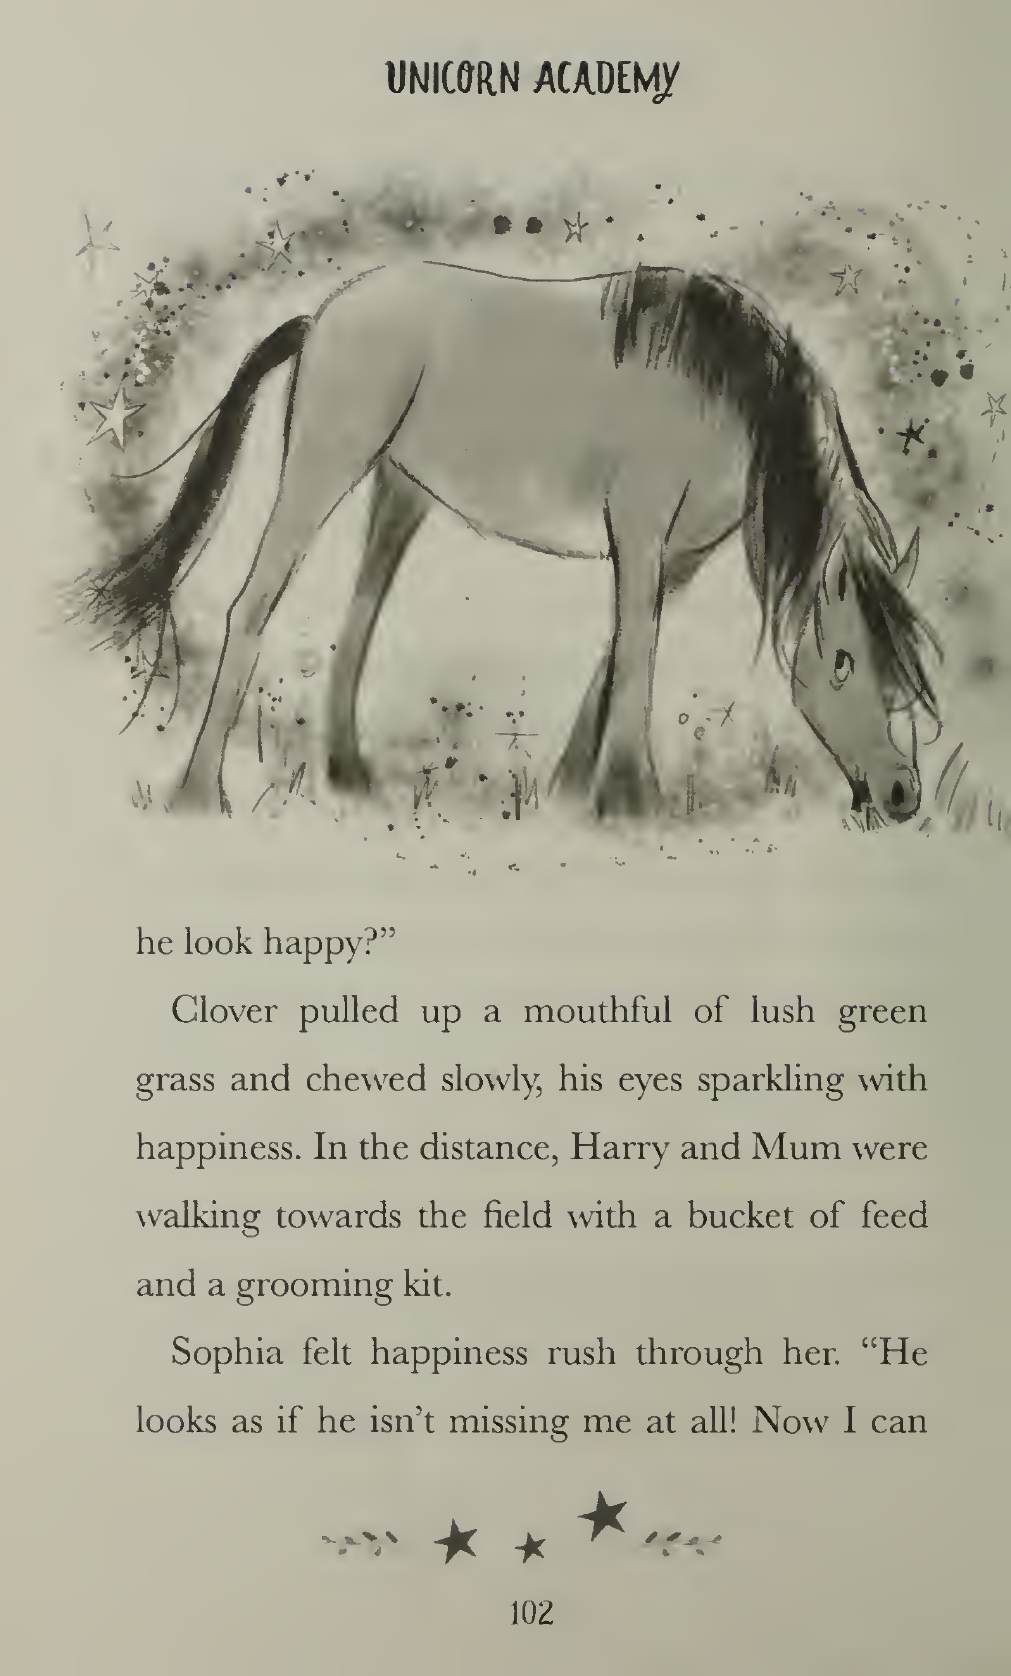 UNICORN ACADEMY
he look happy?”
Clover pulled up a mouthful of lush green
grass and chewed slowly, his eyes sparkling with
happiness. In the distance, Harry and Mum were
walking towards the field with a bucket of feed
and a grooming kit.
Sophia felt happiness rush through her. “He
looks as if he isn’t missing me at all! Now I can
102